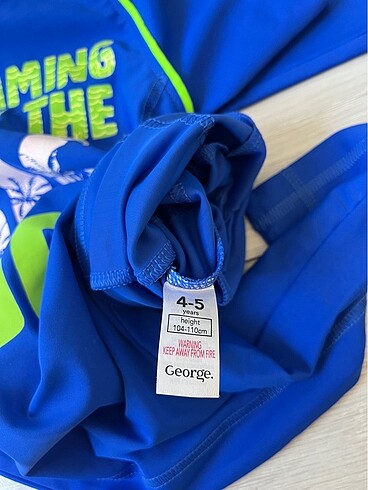 AMING
THE
4-5
years
height
104-110cm
WARNING
KEEP AWAY FROM FIRE
George.